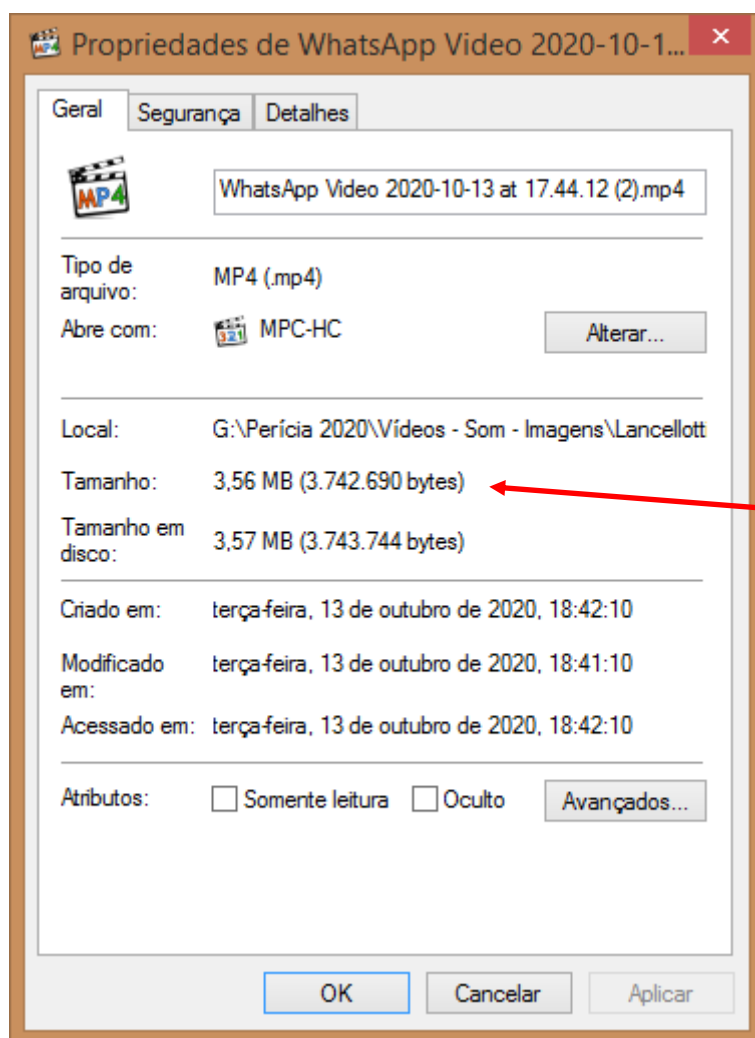 Propriedades de WhatsApp Video 2020-10-1...
Geral Segurança Detalhes
MP4
WhatsApp Video 2020-10-13 at 17.44.12 (2).mp4
Tipo de arquivo: MP4 (.mp4)
Abre com: 321 MPC-HC Alterar...
Local: G:\Perícia 2020\Vídeos - Som - Imagens\Lancellotti
Tamanho: 3,56 MB (3.742.690 bytes)
Tamanho em disco: 3,57 MB (3.743.744 bytes)
Criado em: terça-feira, 13 de outubro de 2020, 18:42:10
Modificado em: terça-feira, 13 de outubro de 2020, 18:41:10
Acessado em: terça-feira, 13 de outubro de 2020, 18:42:10
Atributos: Somente leitura Oculto Avançados...
OK Cancelar Aplicar